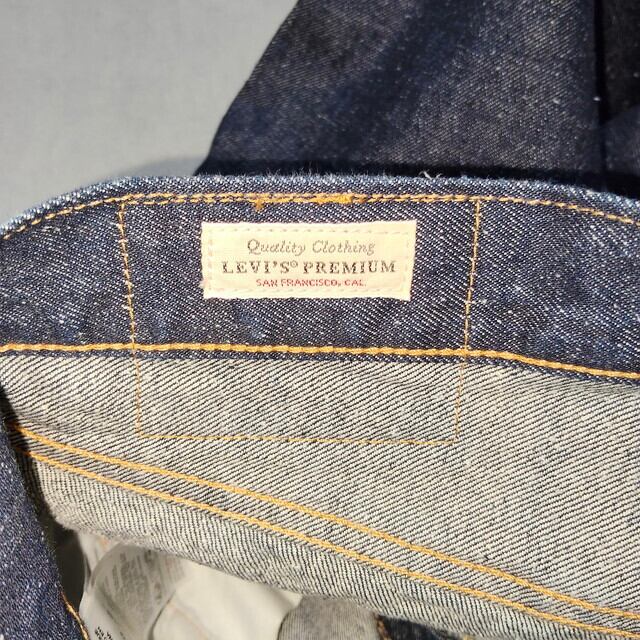 Quality Clothing
LEVI'S® PREMIUM
SAN FRANCISCO, CAL.